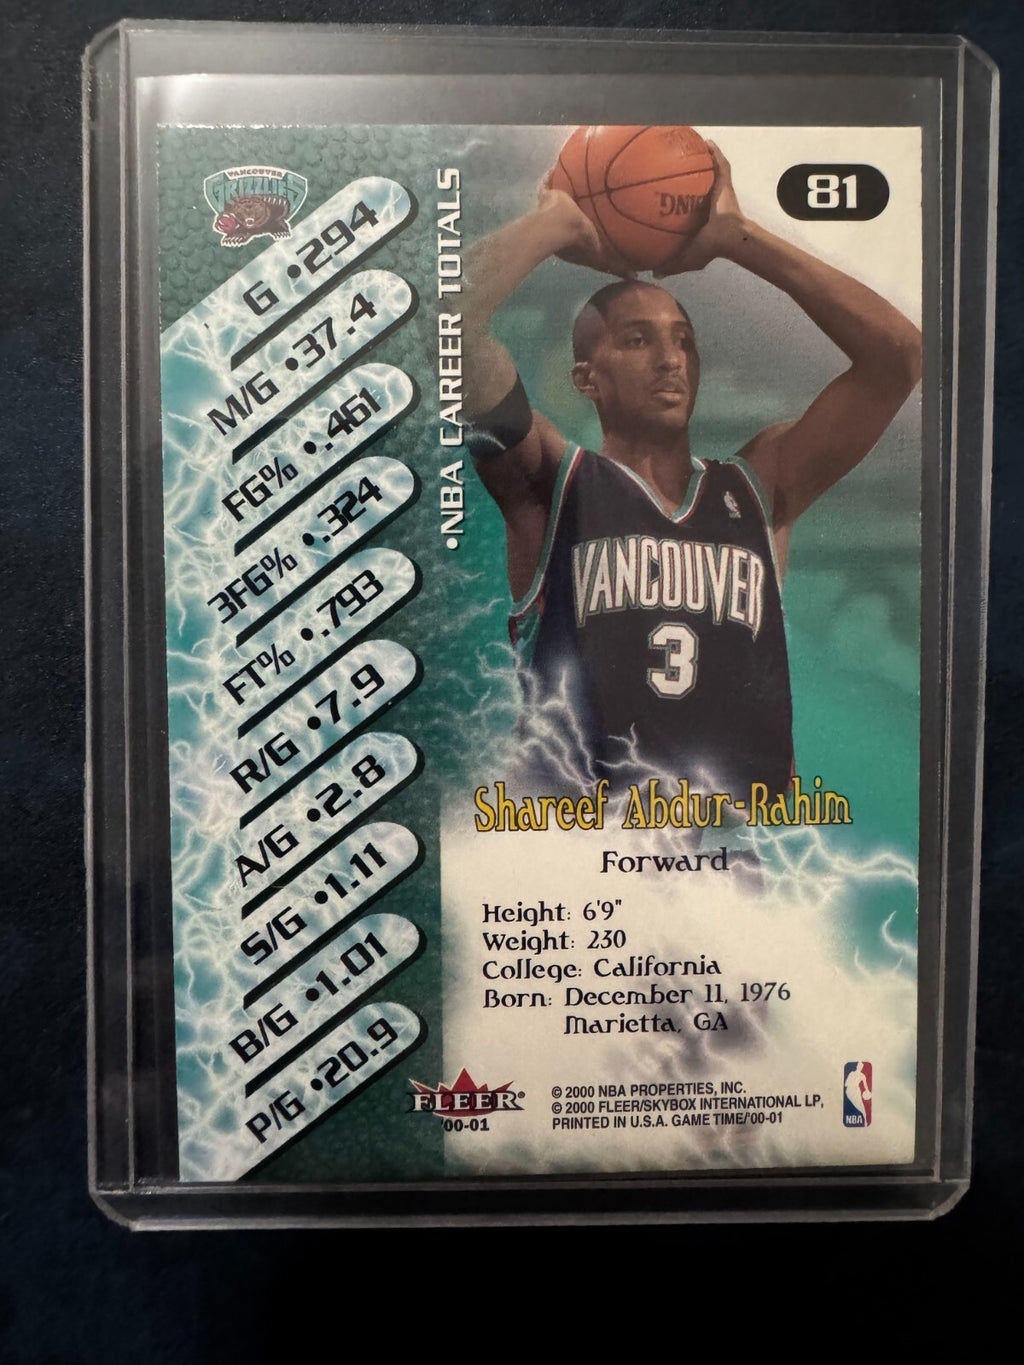 VANCOUVER
GRIZZLIES
G •294
M/G •37.4
FG% •.461
3FG% •.324
FT% •.793
R/G •7.9
A/G •2.8
S/G •1.11
B/G •1.01
P/G •20.9
•NBA CAREER TOTALS
81
VANCOUVER
3
Shareef Abdur-Rahim
Forward
Height: 6'9"
Weight: 230
College: California
Born: December 11, 1976
Marietta, GA
FLEER®
'00-01
© 2000 NBA PROPERTIES, INC.
© 2000 FLEER/SKYBOX INTERNATIONAL LP,
PRINTED IN U.S.A. GAME TIME/'00-01
NBA